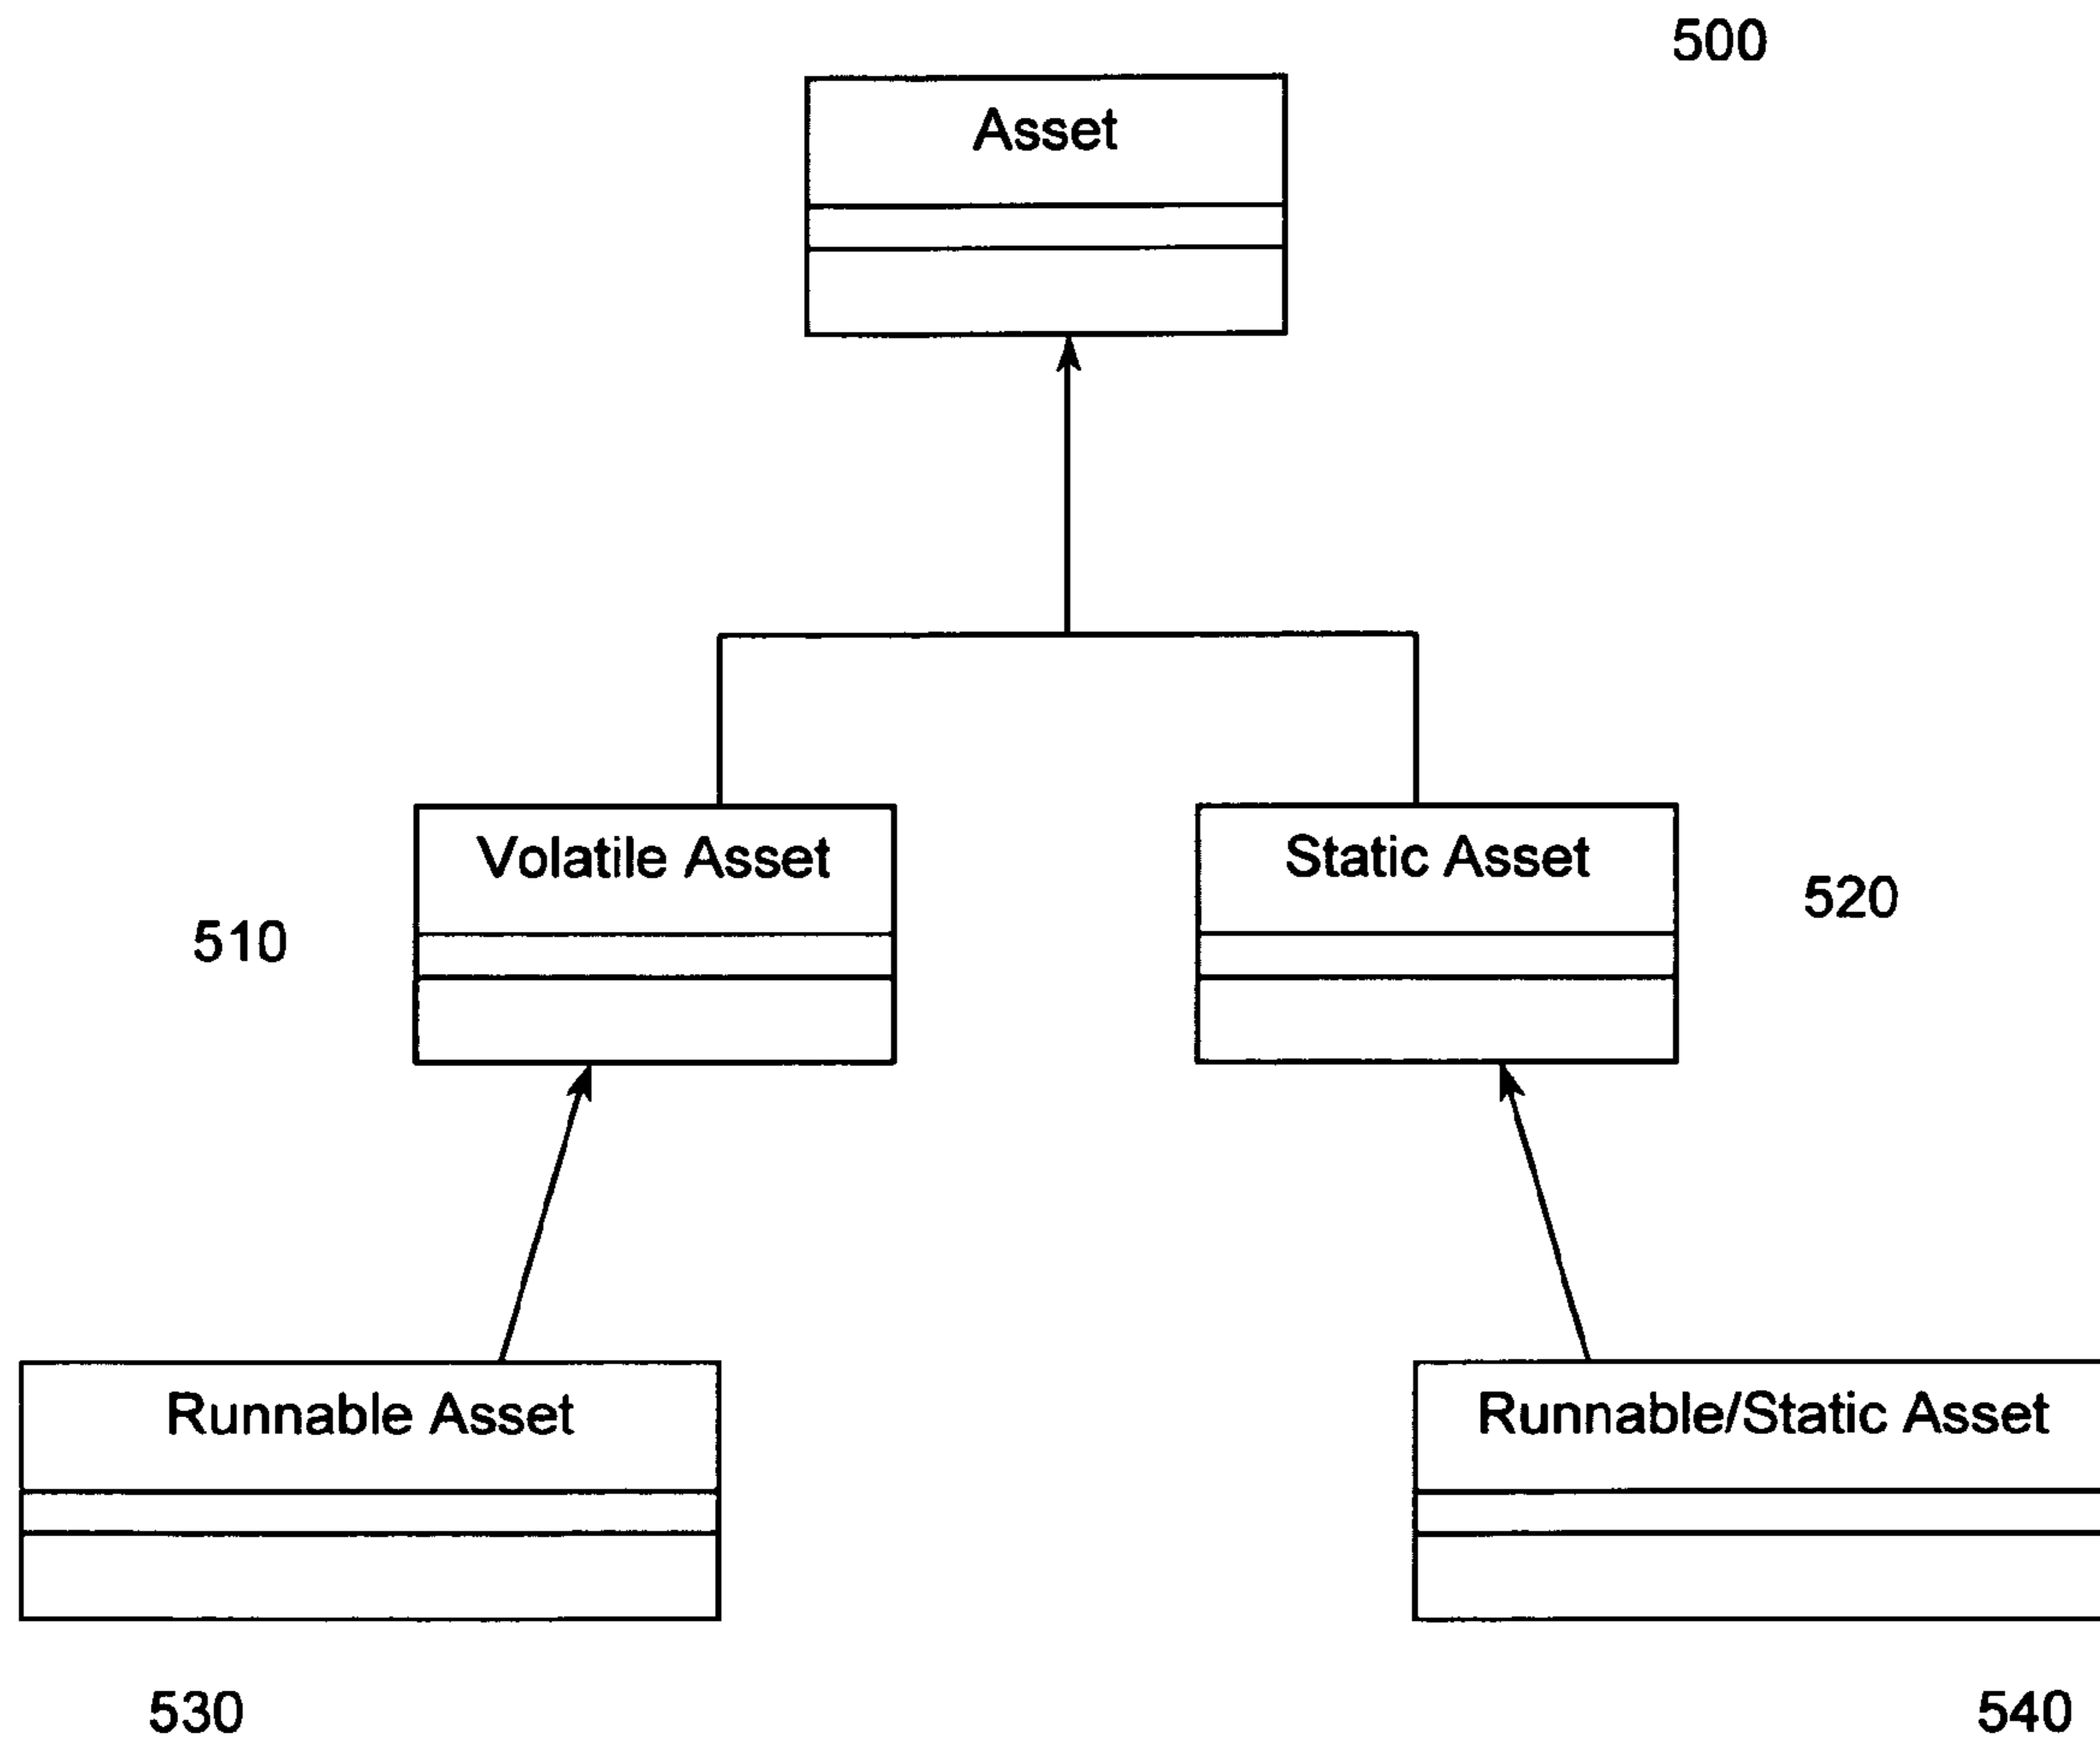 500
Asset
Volatile Asset
Static Asset
520
510
Runnable Asset
Runnable/Static Asset
530
540